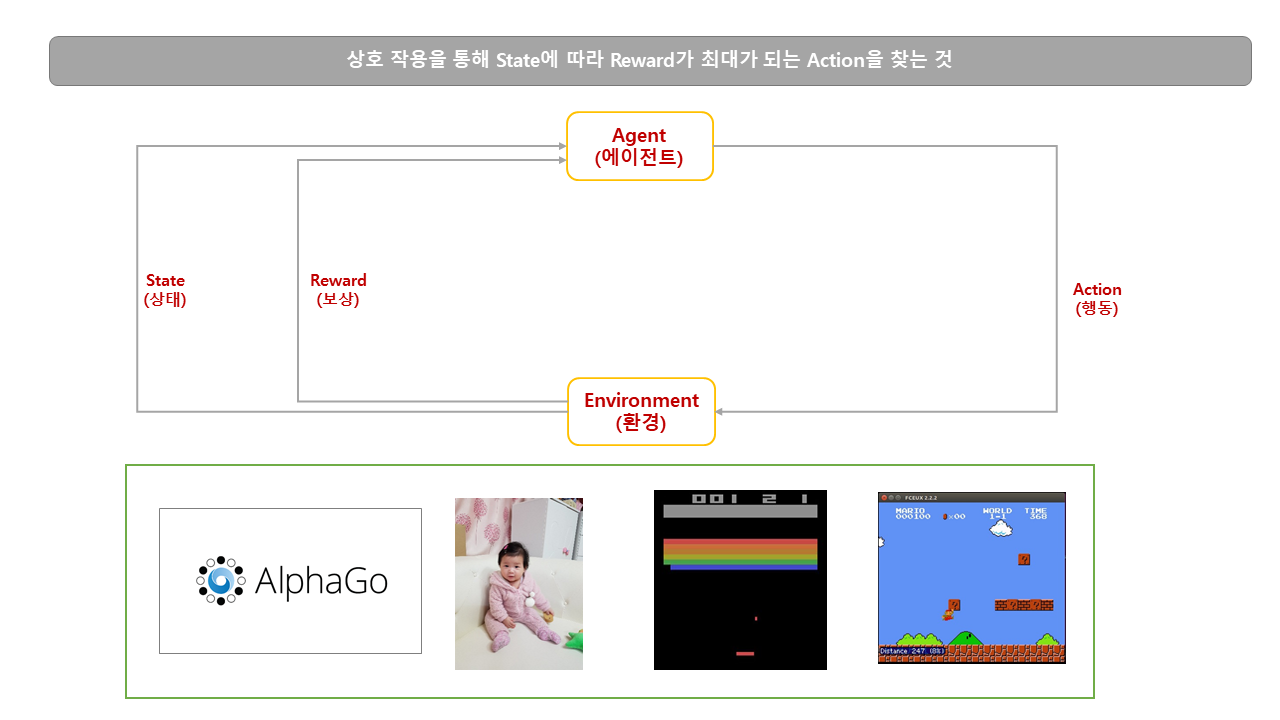 상호 작용을 통해 State에 따라 Reward가 최대가 되는 Action을 찾는 것
Agent
(에이전트)
State
(상태)
Reward
(보상)
Action
(행동)
Environment
(환경)
AlphaGo
001 2 1
FCEUX 2.2.2
MARIO WORLD TIME
000100 ×00 1-1 368
Distance 247 (8%)